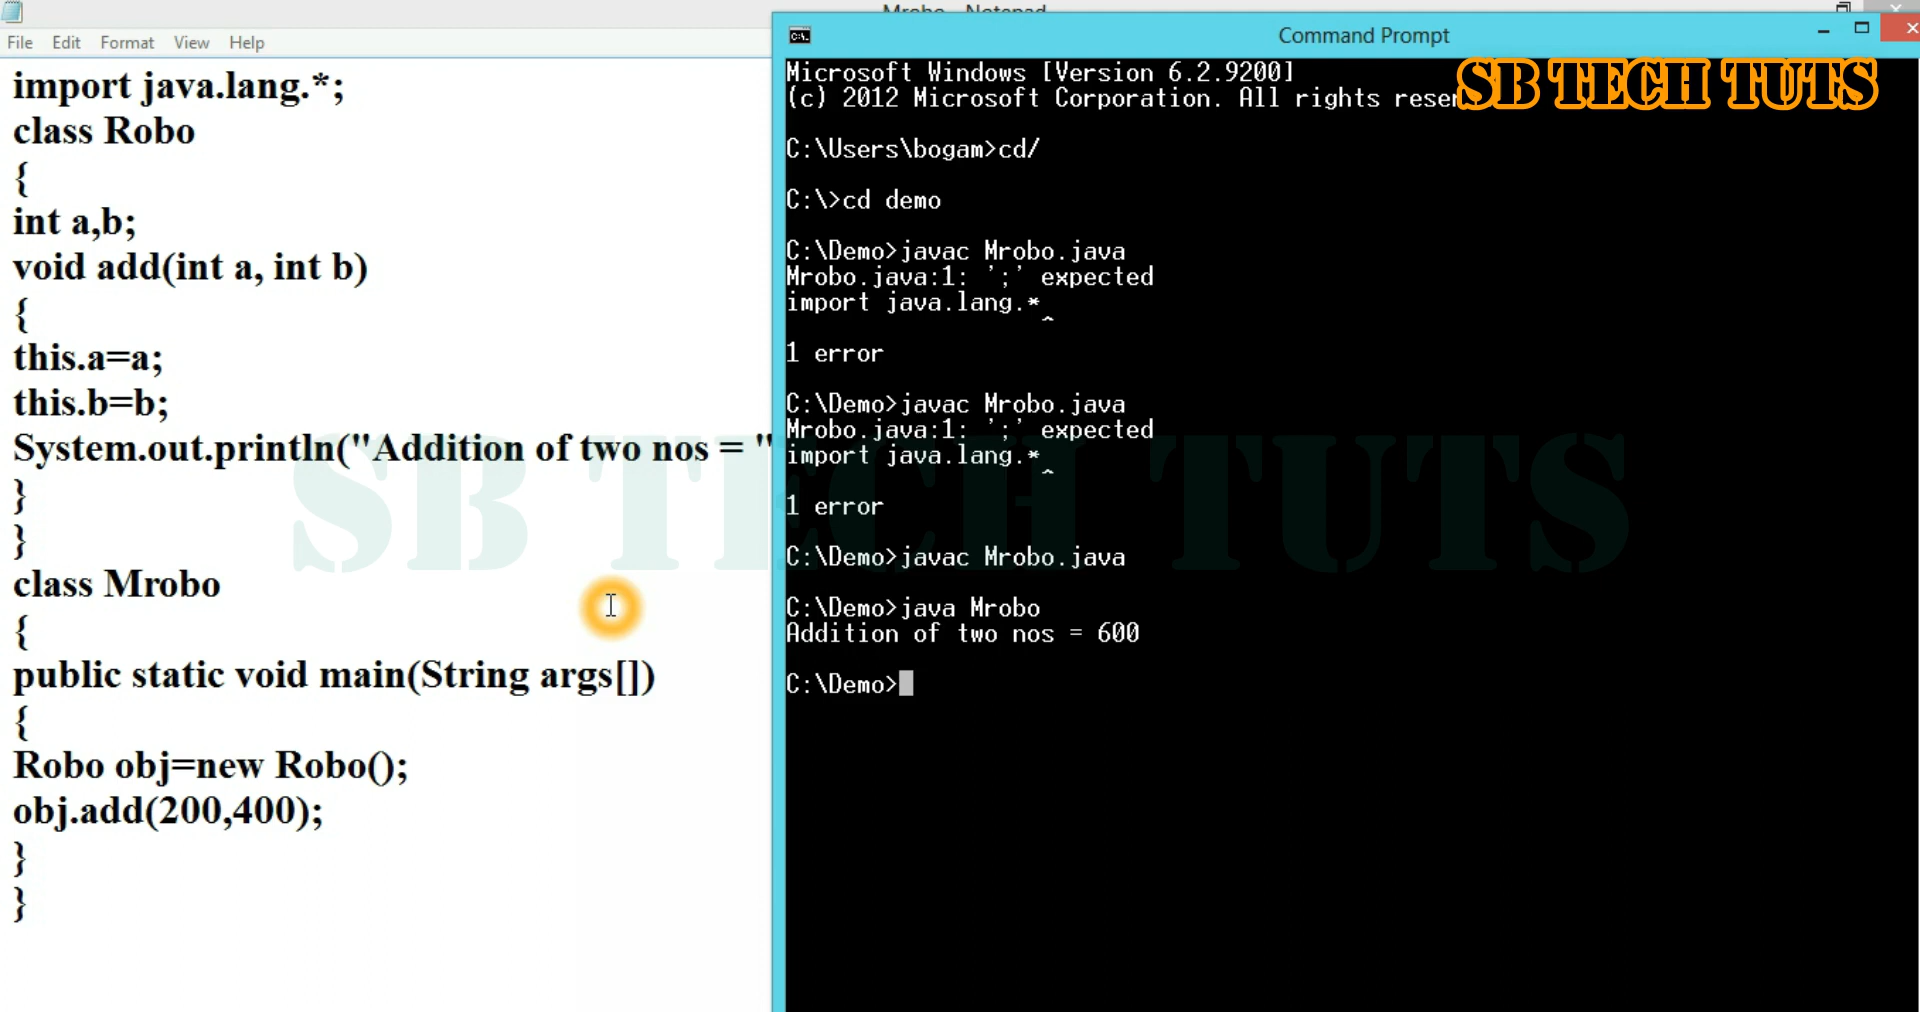 Mrobo - Notepad
File Edit Format View Help
import java.lang.*;
class Robo
{
int a,b;
void add(int a, int b)
{
this.a=a;
this.b=b;
System.out.println("Addition of two nos = "
}
}
class Mrobo
{
public static void main(String args[])
{
Robo obj=new Robo();
obj.add(200,400);
}
}
Command Prompt
SB TECH TUTS
Microsoft Windows [Version 6.2.9200]
(c) 2012 Microsoft Corporation. All rights reser
C:\Users\bogam>cd/
C:\>cd demo
C:\Demo>javac Mrobo.java
Mrobo.java:1: ';' expected
import java.lang.*
^
1 error
C:\Demo>javac Mrobo.java
Mrobo.java:1: ';' expected
import java.lang.*
^
1 error
C:\Demo>javac Mrobo.java
C:\Demo>java Mrobo
Addition of two nos = 600
C:\Demo>
SB TECH TUTS